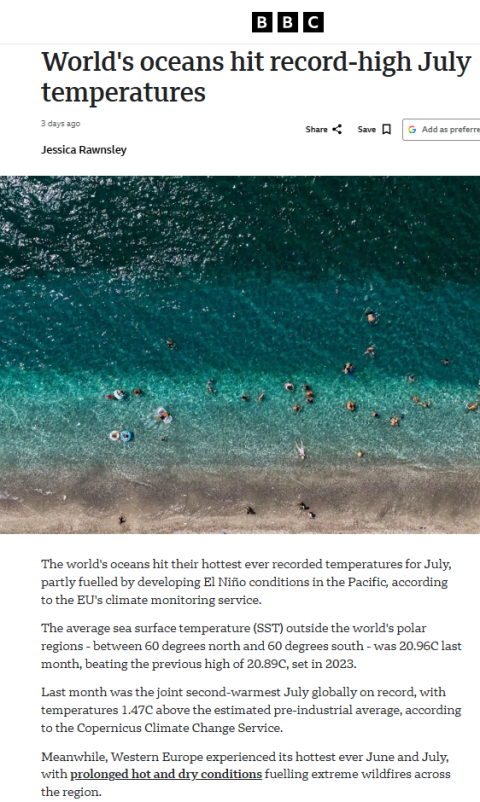 BBC
World's oceans hit record-high July
temperatures
3 days ago
Share Save Add as preferre
Jessica Rawnsley
The world's oceans hit their hottest ever recorded temperatures for July,
partly fuelled by developing El Niño conditions in the Pacific, according
to the EU's climate monitoring service.
The average sea surface temperature (SST) outside the world's polar
regions - between 60 degrees north and 60 degrees south - was 20.96C last
month, beating the previous high of 20.89C, set in 2023.
Last month was the joint second-warmest July globally on record, with
temperatures 1.47C above the estimated pre-industrial average, according
to the Copernicus Climate Change Service.
Meanwhile, Western Europe experienced its hottest ever June and July,
with prolonged hot and dry conditions fuelling extreme wildfires across
the region.